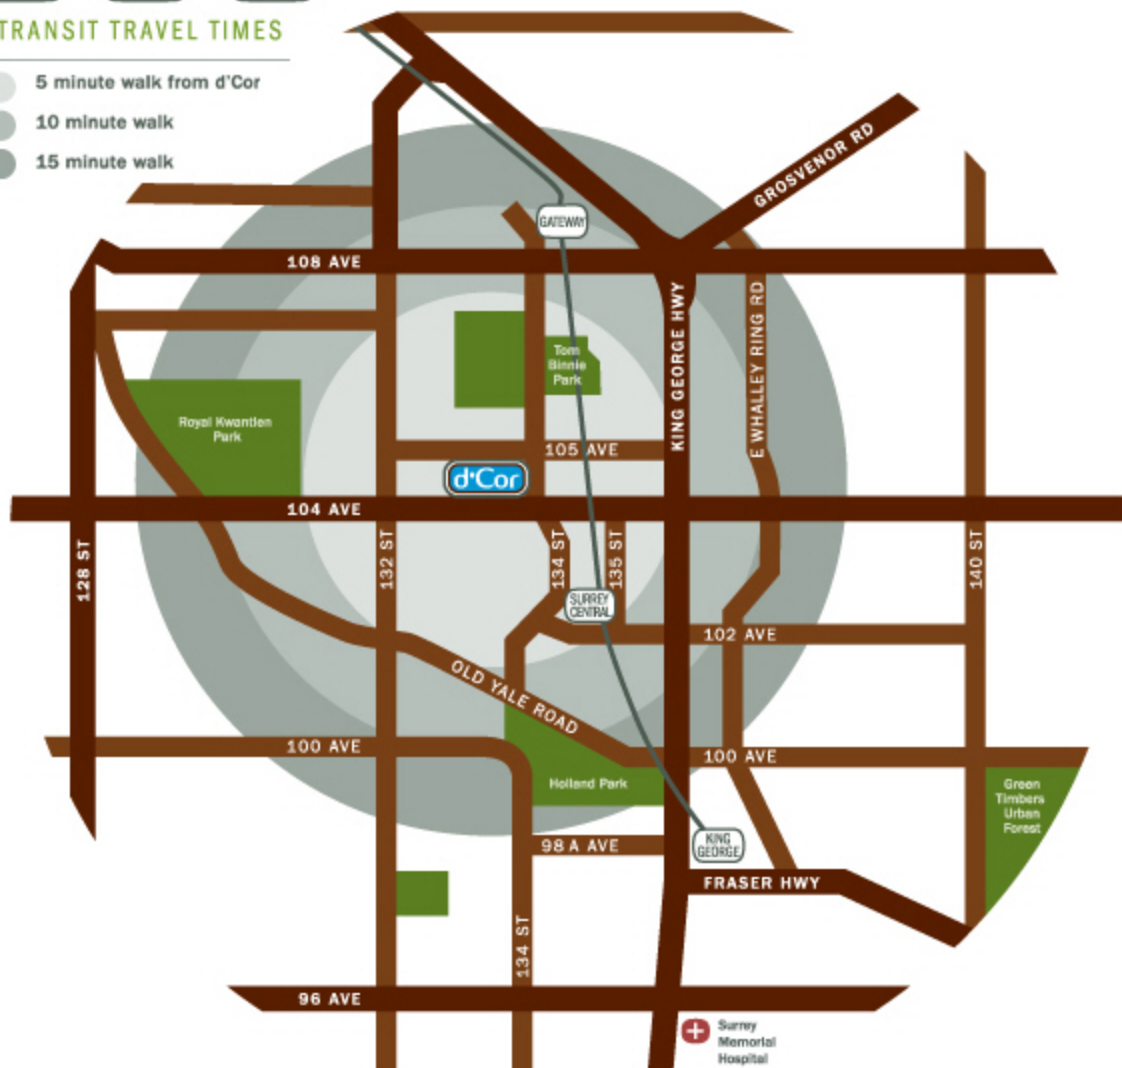 TRANSIT TRAVEL TIMES
5 minute walk from d'Cor
10 minute walk
15 minute walk
GROSVENOR RD
GATEWAY
108 AVE
KING GEORGE HWY
E WHALLEY RING RD
Tom
Binnie
Park
Royal Kwantlen
Park
105 AVE
d'Cor
104 AVE
128 ST
132 ST
134 ST
135 ST
140 ST
SURREY
CENTRAL
102 AVE
OLD YALE ROAD
100 AVE
100 AVE
Holland Park
Green
Timbers
Urban
Forest
98 A AVE
KING
GEORGE
FRASER HWY
134 ST
96 AVE
Surrey
Memorial
Hospital